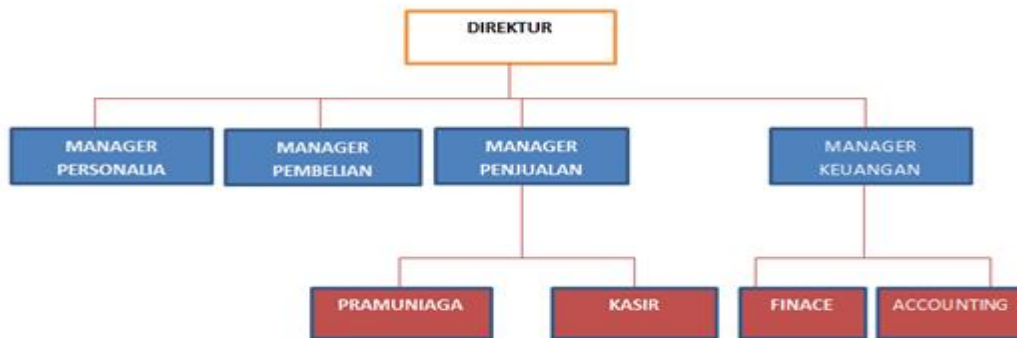 DIREKTUR
MANAGER
PERSONALIA
MANAGER
PEMBELIAN
MANAGER
PENJUALAN
MANAGER
KEUANGAN
PRAMUNIAGA
KASIR
FINACE
ACCOUNTING